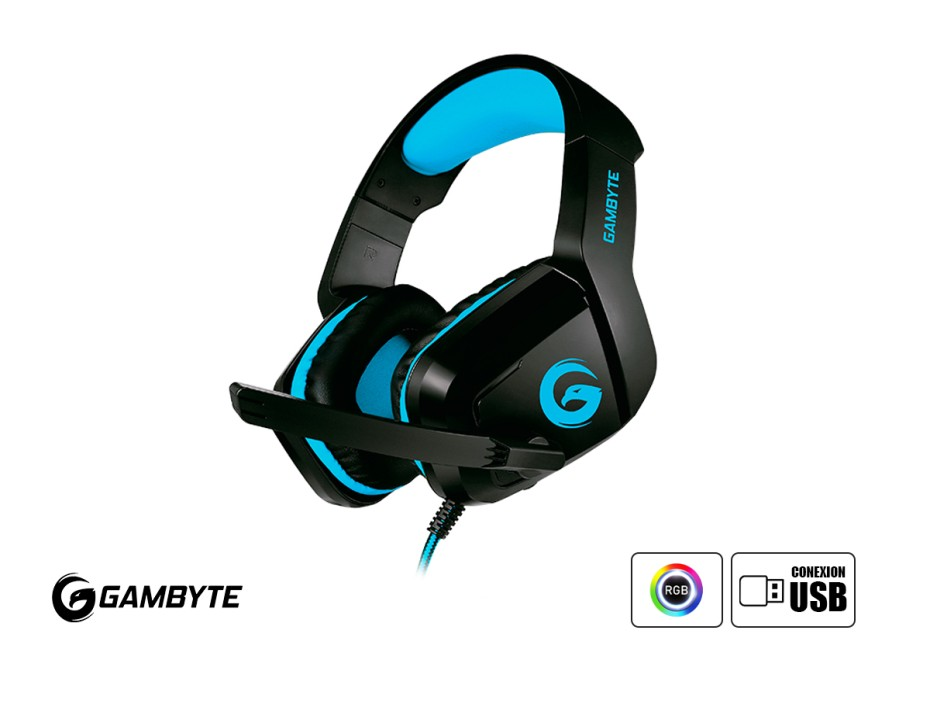 GAMBYTE
R
GAMBYTE
RGB
CONEXION
USB